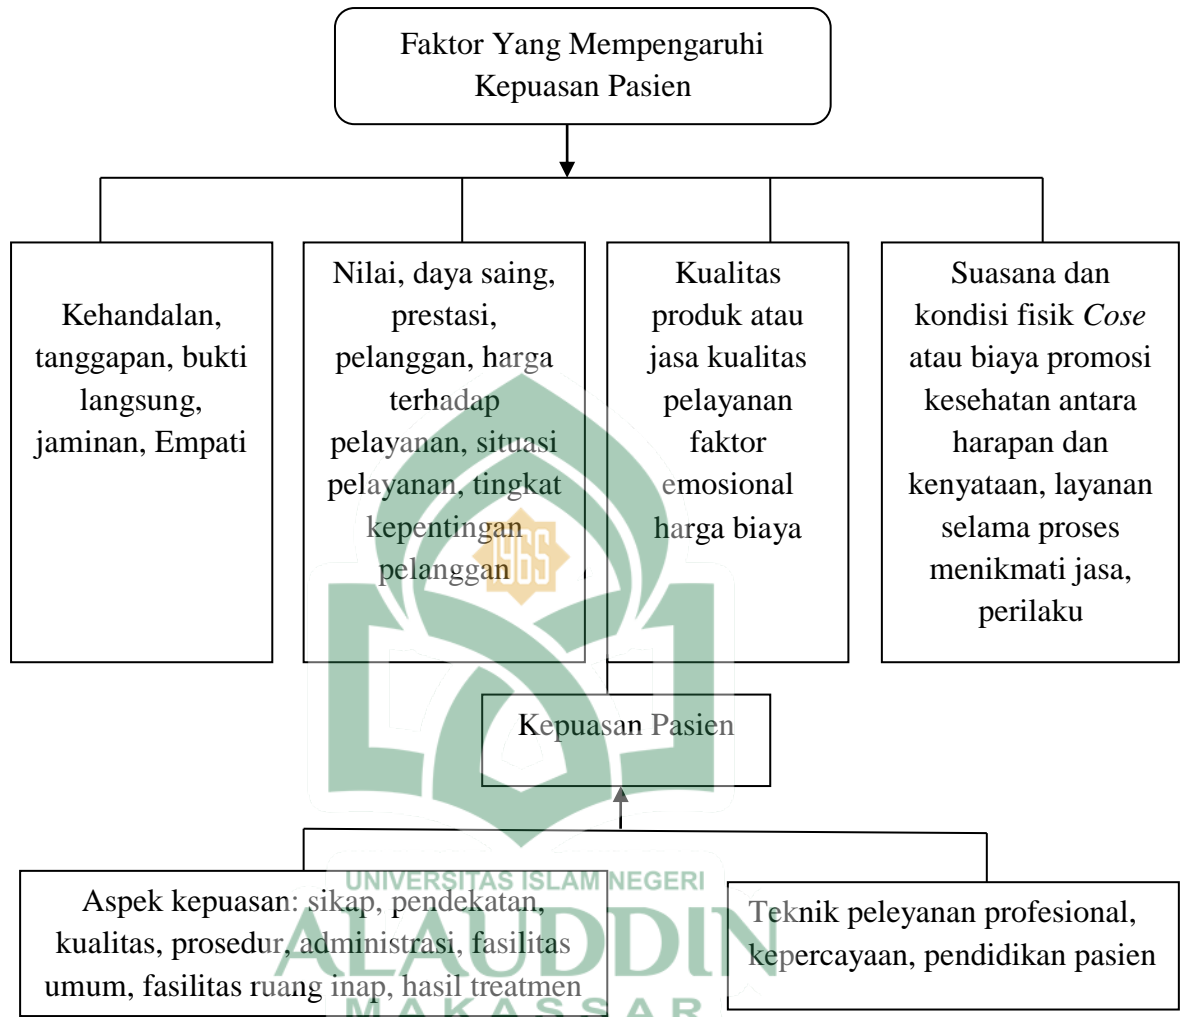 Faktor Yang Mempengaruhi
Kepuasan Pasien
Kehandalan,
tanggapan, bukti
langsung,
jaminan, Empati
Nilai, daya saing,
prestasi,
pelanggan, harga
terhadap
pelayanan, situasi
pelayanan, tingkat
kepentingan
pelanggan
Kualitas
produk atau
jasa kualitas
pelayanan
faktor
emosional
harga biaya
Suasana dan
kondisi fisik Cose
atau biaya promosi
kesehatan antara
harapan dan
kenyataan, layanan
selama proses
menikmati jasa,
perilaku
1965
Kepuasan Pasien
UNIVERSITAS ISLAM NEGERI
ALAUDDIN
MAKASSAR
Aspek kepuasan: sikap, pendekatan,
kualitas, prosedur, administrasi, fasilitas
umum, fasilitas ruang inap, hasil treatmen
Teknik peleyanan profesional,
kepercayaan, pendidikan pasien